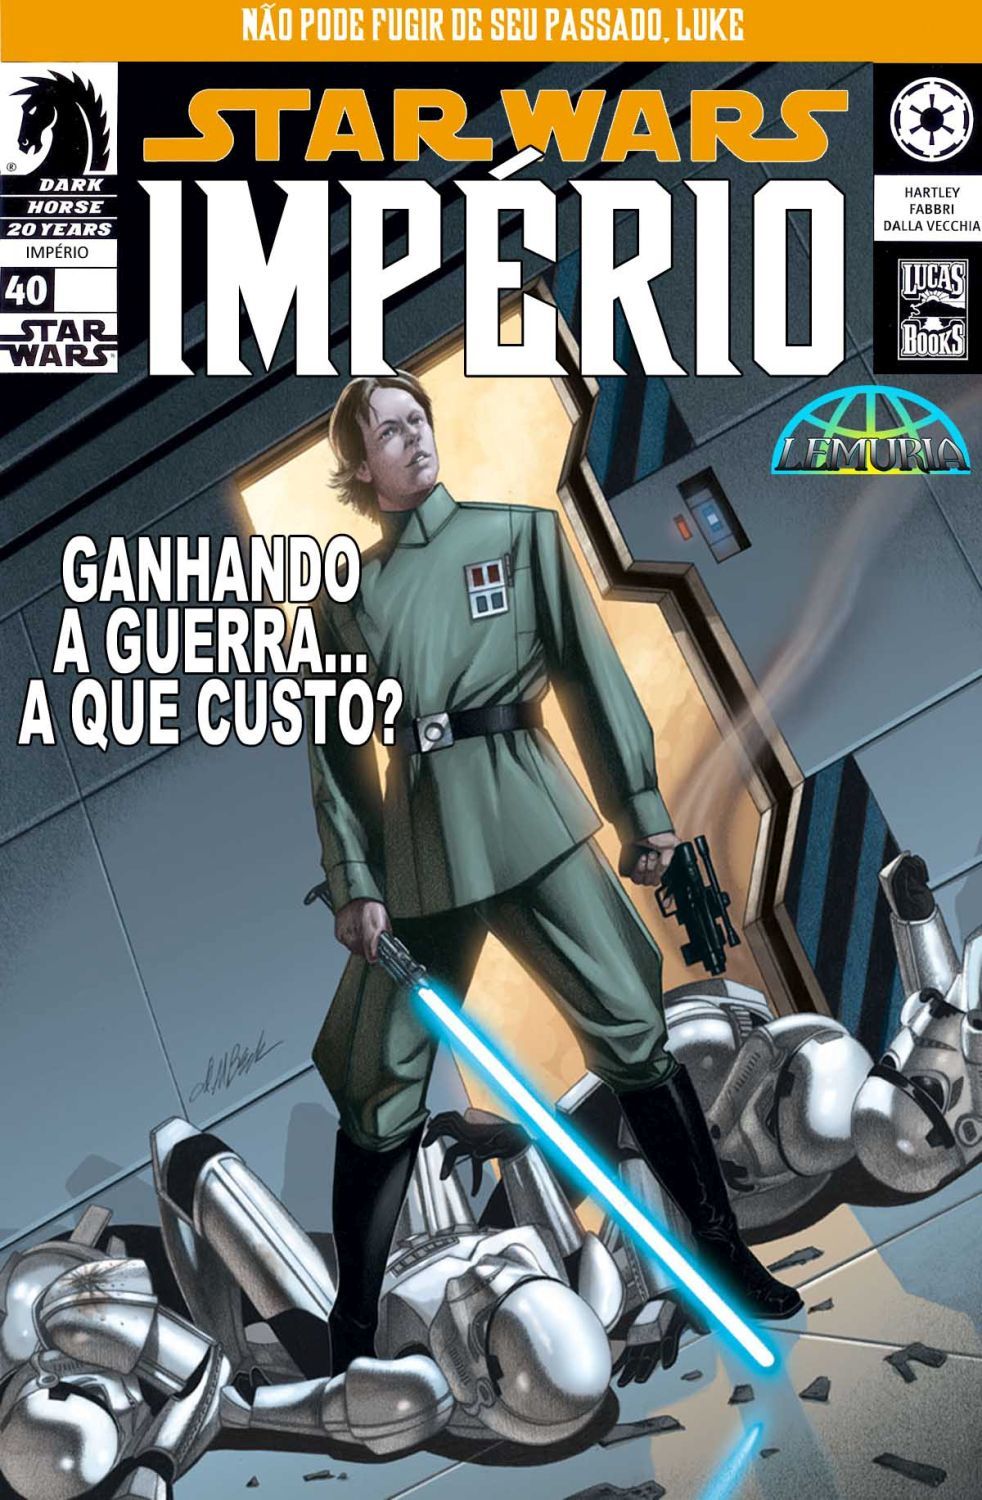 NÃO PODE FUGIR DE SEU PASSADO, LUKE
STAR WARS
IMPÉRIO
®
DARK
HORSE
20 YEARS
IMPÉRIO
40
STAR
WARS
HARTLEY
FABBRI
DALLA VECCHIA
LUCAS
BOOKS
LEMURIA
GANHANDO
A GUERRA...
A QUE CUSTO?